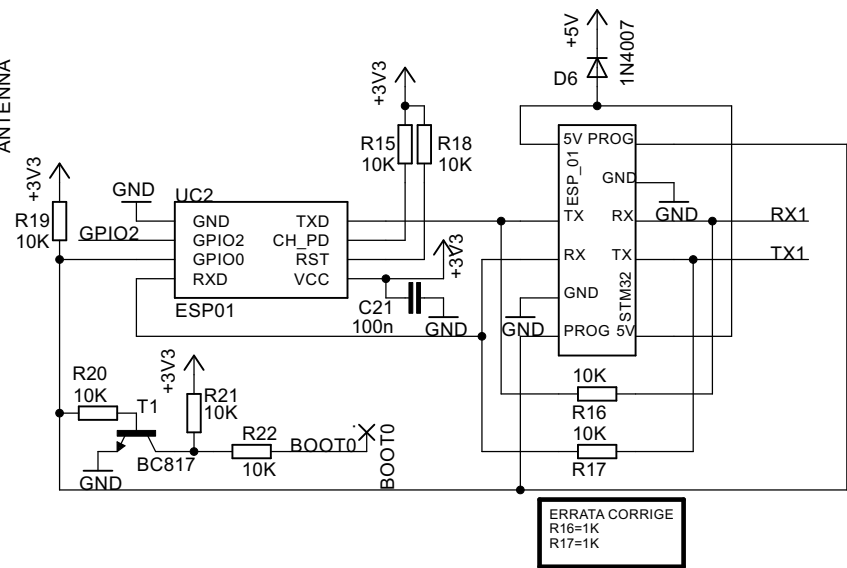 ANTENNA
+3V3
R19
10K
GND
GPIO2
UC2
GND
GPIO2
GPIO0
RXD
TXD
CH_PD
RST
VCC
ESP01
+3V3
R15
10K
R18
10K
+3V3
C21
100n
GND
+5V
D6
1N4007
5V PROG
ESP_01
GND
TX
RX
RX
TX
GND
STM32
PROG 5V
GND
GND
RX1
TX1
R20
10K
T1
BC817
GND
+3V3
R21
10K
R22
10K
BOOT0
BOOT0
10K
R16
10K
R17
ERRATA CORRIGE
R16=1K
R17=1K